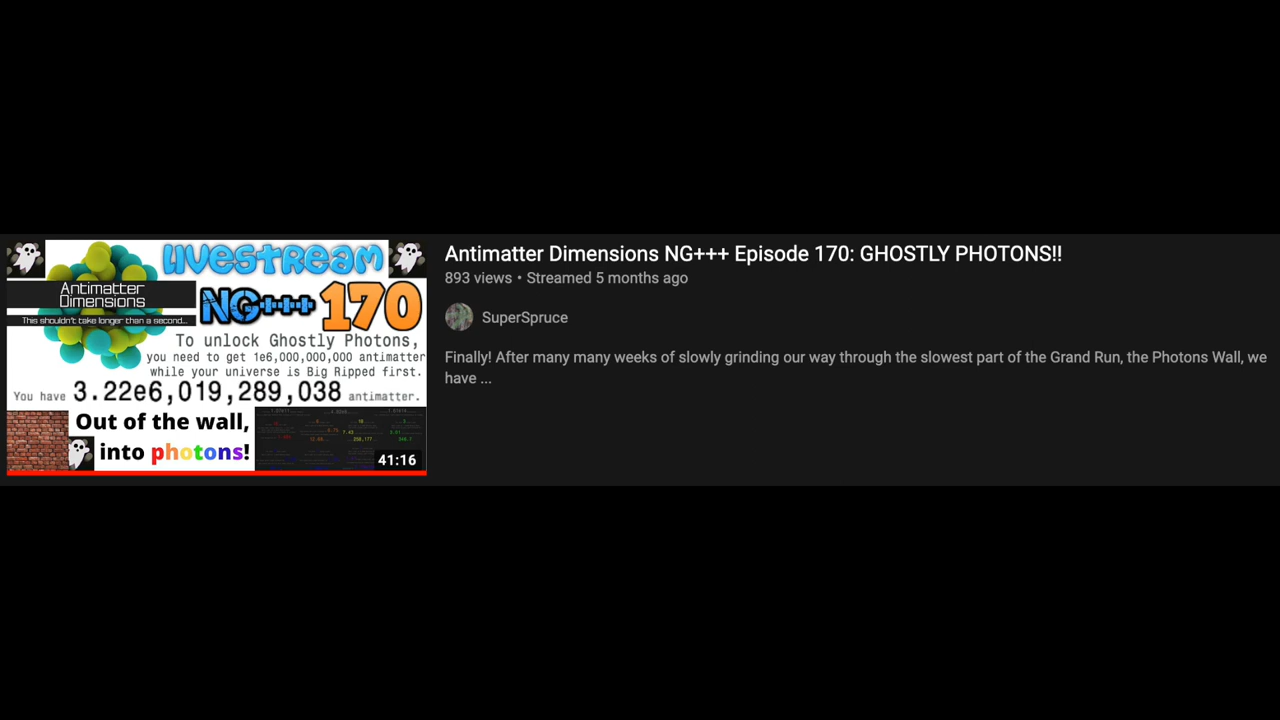 LIVESTREAM
Antimatter
Dimensions
This shouldn't take longer than a second...
NG+++ 170
To unlock Ghostly Photons,
you need to get 1e6,000,000,000 antimatter
while your universe is Big Ripped first.
You have 3.22e6,019,289,038 antimatter.
Out of the wall,
into photons!
41:16
Antimatter Dimensions NG+++ Episode 170: GHOSTLY PHOTONS!!
893 views • Streamed 5 months ago
SuperSpruce
Finally! After many many weeks of slowly grinding our way through the slowest part of the Grand Run, the Photons Wall, we
have ...